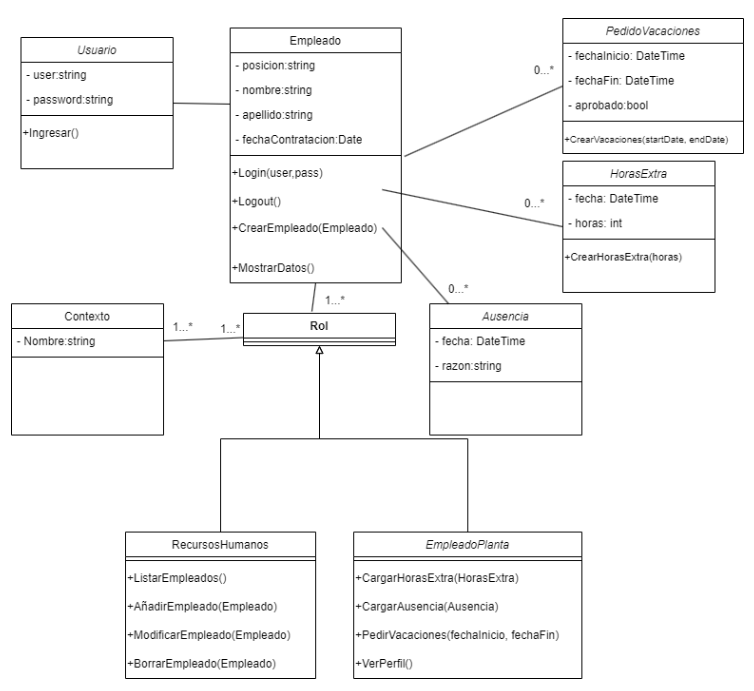 Usuario
- user:string
- password:string
+Ingresar()
Empleado
- posicion:string
- nombre:string
- apellido:string
- fechaContratacion:Date
+Login(user,pass)
+Logout()
+CrearEmpleado(Empleado)
+MostrarDatos()
PedidoVacaciones
- fechaInicio: DateTime
- fechaFin: DateTime
- aprobado:bool
+CrearVacaciones(startDate, endDate)
0...*
HorasExtra
- fecha: DateTime
- horas: int
+CrearHorasExtra(horas)
0...*
0...*
Ausencia
- fecha: DateTime
- razon:string
1...*
Rol
Contexto
- Nombre:string
1...*
1...*
RecursosHumanos
+ListarEmpleados()
+AñadirEmpleado(Empleado)
+ModificarEmpleado(Empleado)
+BorrarEmpleado(Empleado)
EmpleadoPlanta
+CargarHorasExtra(HorasExtra)
+CargarAusencia(Ausencia)
+PedirVacaciones(fechaInicio, fechaFin)
+VerPerfil()